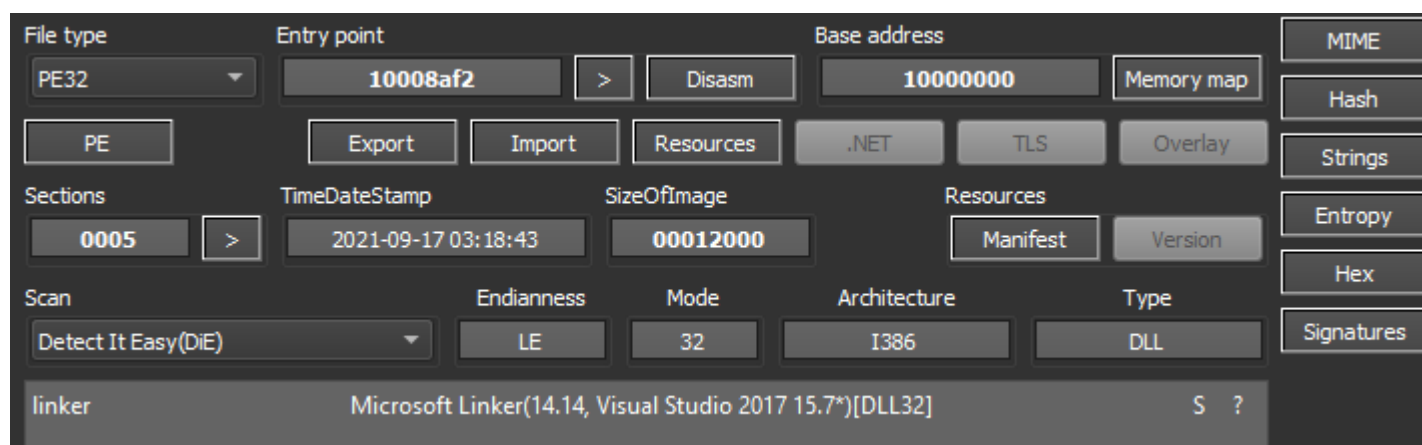 File type Entry point Base address MIME
PE32 10008af2 > Disasm 10000000 Memory map
Hash
PE Export Import Resources .NET TLS Overlay
Strings
Sections TimeDateStamp SizeOfImage Resources
Entropy
0005 > 2021-09-17 03:18:43 00012000 Manifest Version
Hex
Scan Endianness Mode Architecture Type
Detect It Easy(DiE) LE 32 I386 DLL Signatures
linker Microsoft Linker(14.14, Visual Studio 2017 15.7*)[DLL32] S ?